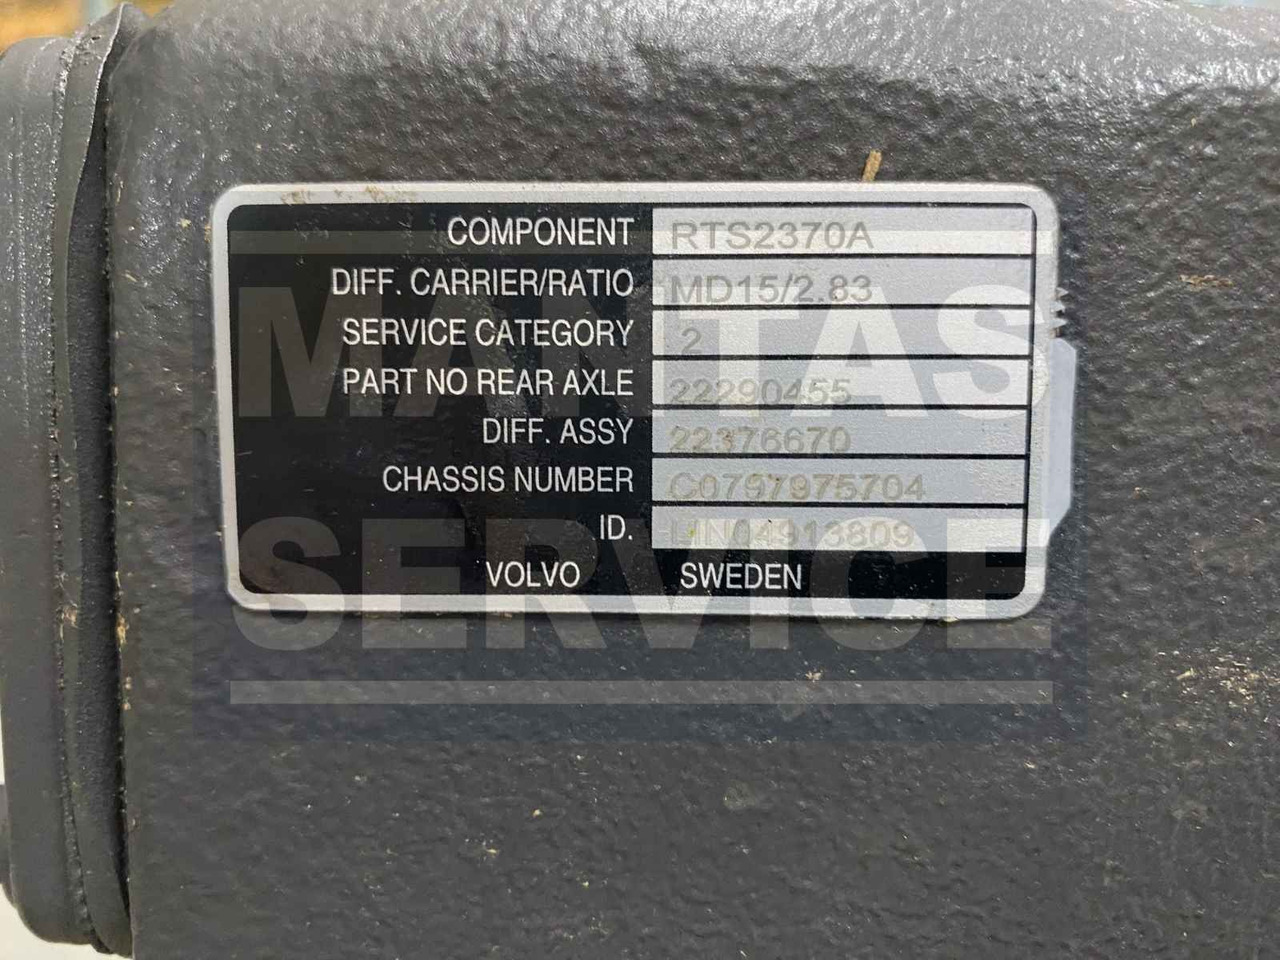 COMPONENT RTS2370A
DIFF. CARRIER/RATIO MD15/2.83
SERVICE CATEGORY 2
PART NO REAR AXLE 22290455
DIFF. ASSY 22376670
CHASSIS NUMBER C0797975704
ID. LIN04913809
VOLVO SWEDEN
MANTAS
SERVICE